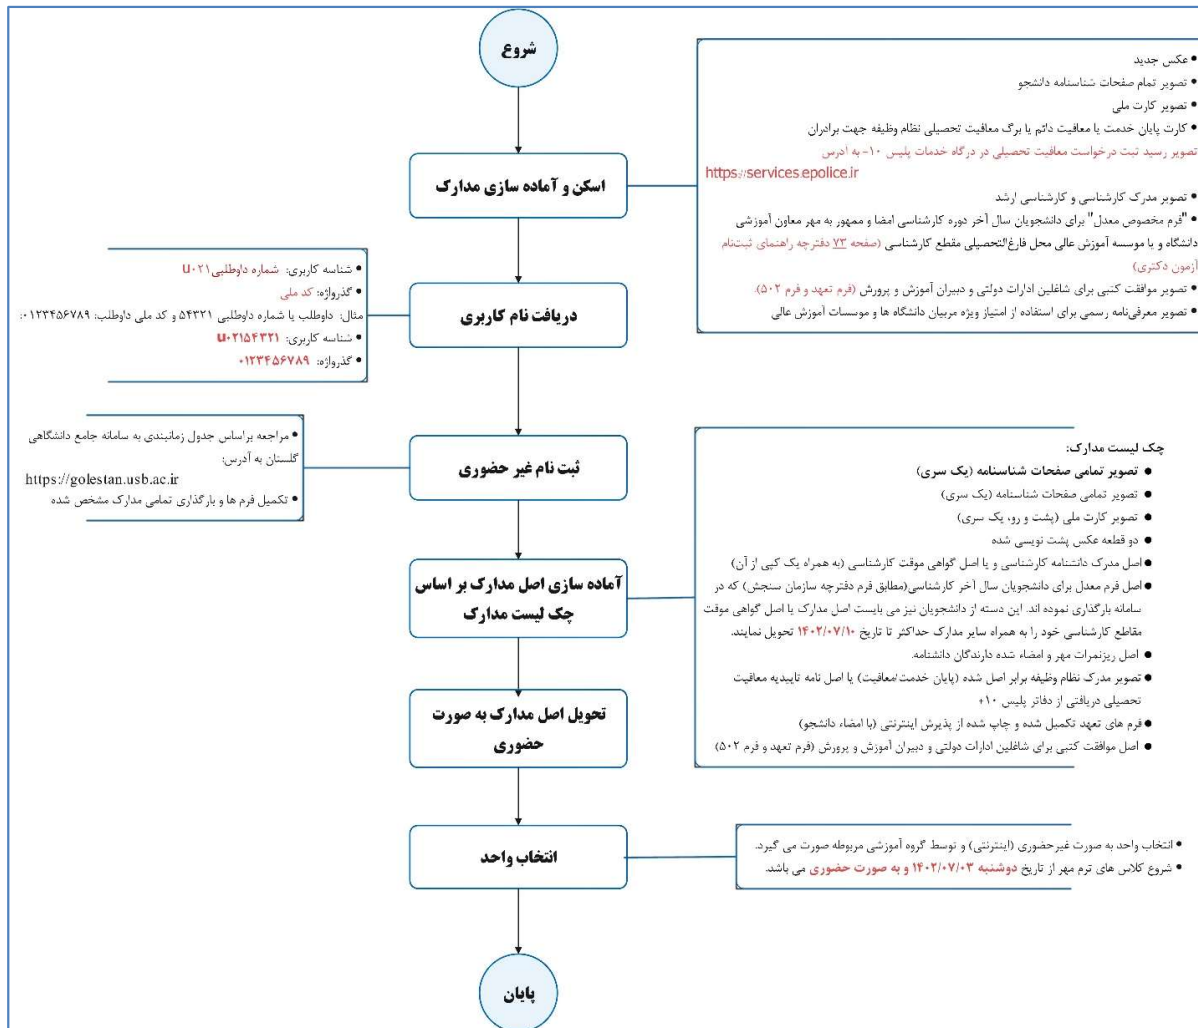 شروع
اسکن و آماده سازی مدارک
• عکس جدید
• تصویر تمام صفحات شناسنامه دانشجو
• تصویر کارت ملی
• کارت پایان خدمت یا معافیت دائم یا برگ معافیت تحصیلی نظام وظیفه جهت برادران
تصویر رسید ثبت درخواست معافیت تحصیلی در درگاه خدمات پلیس ۱۰- به آدرس
https://services.epolice.ir
• تصویر مدرک کارشناسی و کارشناسی ارشد
• "فرم مخصوص معدل" برای دانشجویان سال آخر دوره کارشناسی امضا و ممهور به مهر معاون آموزشی
دانشگاه و یا موسسه آموزش عالی محل فارغ‌التحصیلی مقطع کارشناسی (صفحه ۷۳ دفترچه راهنمای ثبت‌نام
آزمون دکتری)
• تصویر موافقت کتبی برای شاغلین ادارات دولتی و دبیران آموزش و پرورش (فرم تعهد و فرم ۵۰۲).
• تصویر معرفی‌نامه رسمی برای استفاده از امتیاز ویژه مربیان دانشگاه ها و موسسات آموزش عالی
دریافت نام کاربری
• شناسه کاربری: شماره داوطلبی u۰۲۱
• گذرواژه: کد ملی
مثال: داوطلب با شماره داوطلبی ۵۴۳۲۱ و کد ملی داوطلب: ۰۱۲۳۴۵۶۷۸۹:
• شناسه کاربری: u۰۲۱۵۴۳۲۱
• گذرواژه: ۰۱۲۳۴۵۶۷۸۹
ثبت نام غیر حضوری
• مراجعه براساس جدول زمانبندی به سامانه جامع دانشگاهی
گلستان به آدرس:
https://golestan.usb.ac.ir
• تکمیل فرم ها و بارگذاری تمامی مدارک مشخص شده
آماده سازی اصل مدارک بر اساس
چک لیست مدارک
چک لیست مدارک:
• تصویر تمامی صفحات شناسنامه (یک سری)
• تصویر تمامی صفحات شناسنامه (یک سری)
• تصویر کارت ملی (پشت و رو، یک سری)
• دو قطعه عکس پشت نویسی شده
• اصل مدرک دانشنامه کارشناسی و یا اصل گواهی موقت کارشناسی (به همراه یک کپی از آن)
• اصل فرم معدل برای دانشجویان سال آخر کارشناسی(مطابق فرم دفترچه سازمان سنجش) که در
سامانه بارگذاری نموده اند. این دسته از دانشجویان نیز می بایست اصل مدارک یا اصل گواهی موقت
مقاطع کارشناسی خود را به همراه سایر مدارک حداکثر تا تاریخ ۱۴۰۲/۰۷/۱۰ تحویل نمایند.
• اصل ریزنمرات مهر و امضاء شده دارندگان دانشنامه.
• تصویر مدرک نظام وظیفه برابر اصل شده (پایان خدمت/معافیت) یا اصل نامه تاییدیه معافیت
تحصیلی دریافتی از دفاتر پلیس ۱۰+
• فرم های تعهد تکمیل شده و چاپ شده از پذیرش اینترنتی (با امضاء دانشجو)
• اصل موافقت کتبی برای شاغلین ادارات دولتی و دبیران آموزش و پرورش (فرم تعهد و فرم ۵۰۲)
تحویل اصل مدارک به صورت
حضوری
انتخاب واحد
• انتخاب واحد به صورت غیرحضوری (اینترنتی) و توسط گروه آموزشی مربوطه صورت می گیرد.
• شروع کلاس های ترم مهر از تاریخ دوشنبه ۱۴۰۲/۰۷/۰۳ و به صورت حضوری می باشد.
پایان